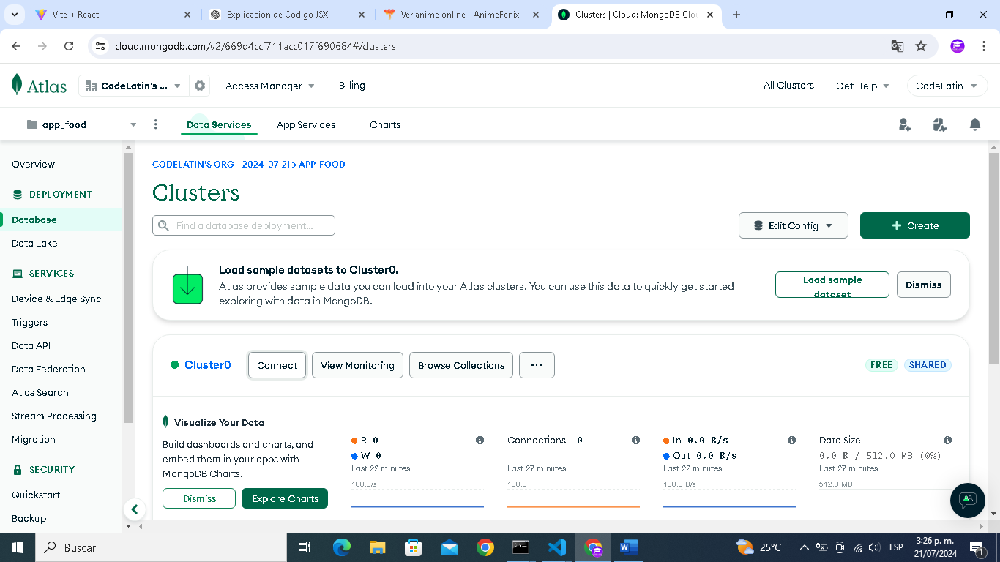 Vite + React
Explicación de Código JSX
Ver anime online - AnimeFénix
Clusters | Cloud: MongoDB Clou
cloud.mongodb.com/v2/669d4ccf711acc017f690684#/clusters
Atlas
CodeLatin's ...
Access Manager
Billing
All Clusters
Get Help
CodeLatin
app_food
Data Services
App Services
Charts
Overview
DEPLOYMENT
Database
Data Lake
SERVICES
Device & Edge Sync
Triggers
Data API
Data Federation
Atlas Search
Stream Processing
Migration
SECURITY
Quickstart
Backup
CODELATIN'S ORG - 2024-07-21> APP_FOOD
Clusters
Find a database deployment...
Edit Config
+ Create
Load sample datasets to Cluster0.
Atlas provides sample data you can load into your Atlas clusters. You can use this data to quickly get started
exploring with data in MongoDB.
Load sample
dataset
Dismiss
Cluster0
Connect
View Monitoring
Browse Collections
...
FREE
SHARED
Visualize Your Data
Build dashboards and charts, and
embed them in your apps with
MongoDB Charts.
Dismiss
Explore Charts
R 0
W 0
Last 22 minutes
100.0/s
Connections 0
Last 27 minutes
100.0
In 0.0 B/s
Out 0.0 B/s
Last 22 minutes
100.0 B/s
Data Size
0.0 B / 512.0 MB (0%)
Last 27 minutes
512.0 MB
Buscar
25°C
ESP
3:26 p. m.
21/07/2024
1